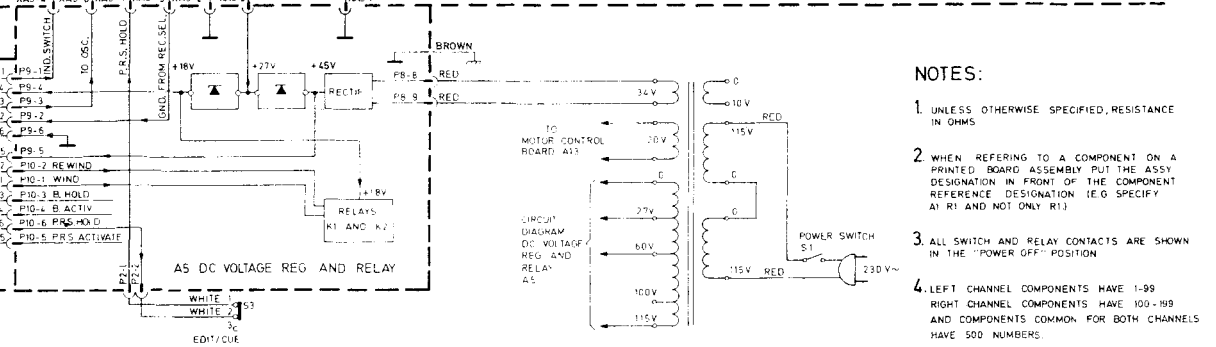 IND. SWITCH
TO OSC.
P.R.S. HOLD
GND. FROM REC. SEL.
P9-1
P9-4
P9-3
P9-2
P9-6
P9-5
P10-2 REWIND
P10-1 WIND
P10-3 B. HOLD
P10-4 B. ACTIV
P10-6 P.R.S. HOLD
P10-5 P.R.S. ACTIVATE
+18V
+27V
+45V
RECTIF
+18V
RELAYS
K1 AND K2
A5 DC VOLTAGE REG AND RELAY
P2-1
P2-2
WHITE 1
WHITE 2
S3
3c
EDIT/CUE
BROWN
P8-8 RED
P8 9 RED
TO
MOTOR CONTROL
BOARD A13
CIRCUIT
DIAGRAM
DC VOLTAGE
REG AND
RELAY
A5
34V
0
27V
60V
100V
115V
0
10V
115V
RED
0
0
115V RED
POWER SWITCH
S1
230 V~
NOTES:
1. UNLESS OTHERWISE SPECIFIED, RESISTANCE
IN OHMS
2. WHEN REFERING TO A COMPONENT ON A
PRINTED BOARD ASSEMBLY PUT THE ASSY
DESIGNATION IN FRONT OF THE COMPONENT
REFERENCE DESIGNATION (E.G SPECIFY
A1 R1 AND NOT ONLY R1.)
3. ALL SWITCH AND RELAY CONTACTS ARE SHOWN
IN THE "POWER OFF" POSITION
4. LEFT CHANNEL COMPONENTS HAVE 1-99
RIGHT CHANNEL COMPONENTS HAVE 100-199
AND COMPONENTS COMMON FOR BOTH CHANNELS
HAVE 500 NUMBERS.